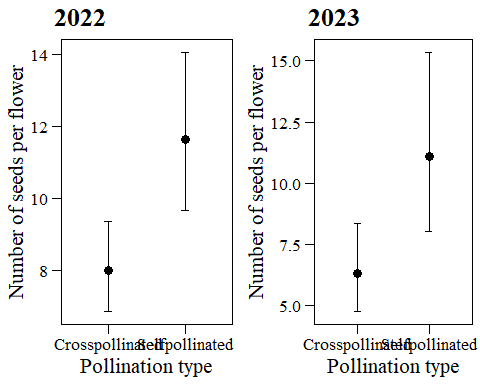 2022
2023
Number of seeds per flower
14
12
10
8
Crosspollinated
Selfpollinated
Pollination type
Number of seeds per flower
15.0
12.5
10.0
7.5
5.0
Crosspollinated
Selfpollinated
Pollination type